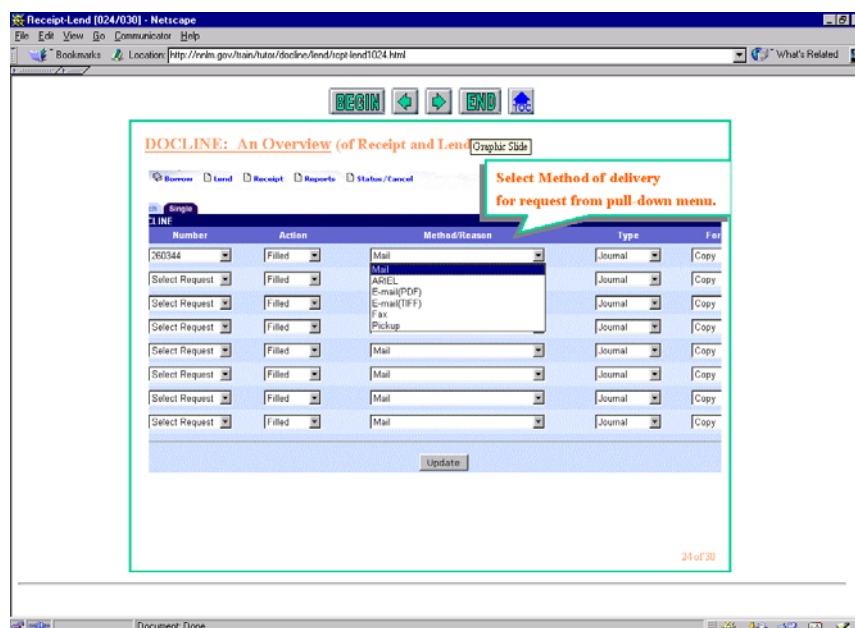 Receipt-Lend [024/030] - Netscape
File Edit View Go Communicator Help
Bookmarks Location: http://nnlm.gov/train/tutor/docline/lend/rcpt-lend1024.html What's Related
BEGIN END TOC
DOCLINE: An Overview (of Receipt and Lend
Graphic Slide
Borrow Lend Receipt Reports Status/Cancel
Select Method of delivery
for request from pull-down menu.
Single
CLINE
Number Action Method/Reason Type For
260344 Filled Mail Journal Copy
Mail
Select Request Filled ARIEL Journal Copy
E-mail(PDF)
Select Request Filled E-mail(TIFF) Journal Copy
Fax
Select Request Filled Pickup Journal Copy
Select Request Filled Mail Journal Copy
Select Request Filled Mail Journal Copy
Select Request Filled Mail Journal Copy
Select Request Filled Mail Journal Copy
Update
24 of 30
Document: Done